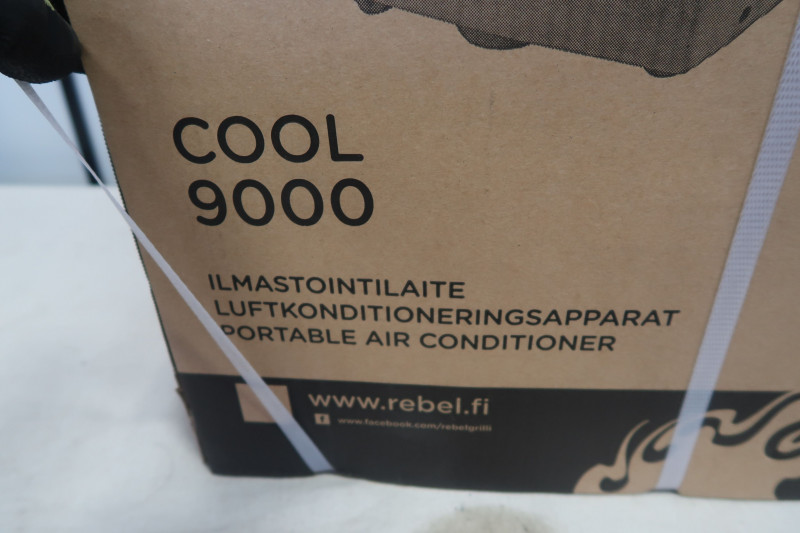 COOL
9000
ILMASTOINTILAITE
LUFTKONDITIONERINGSAPPARAT
PORTABLE AIR CONDITIONER
www.rebel.fi
f www.facebook.com/rebelgrilli